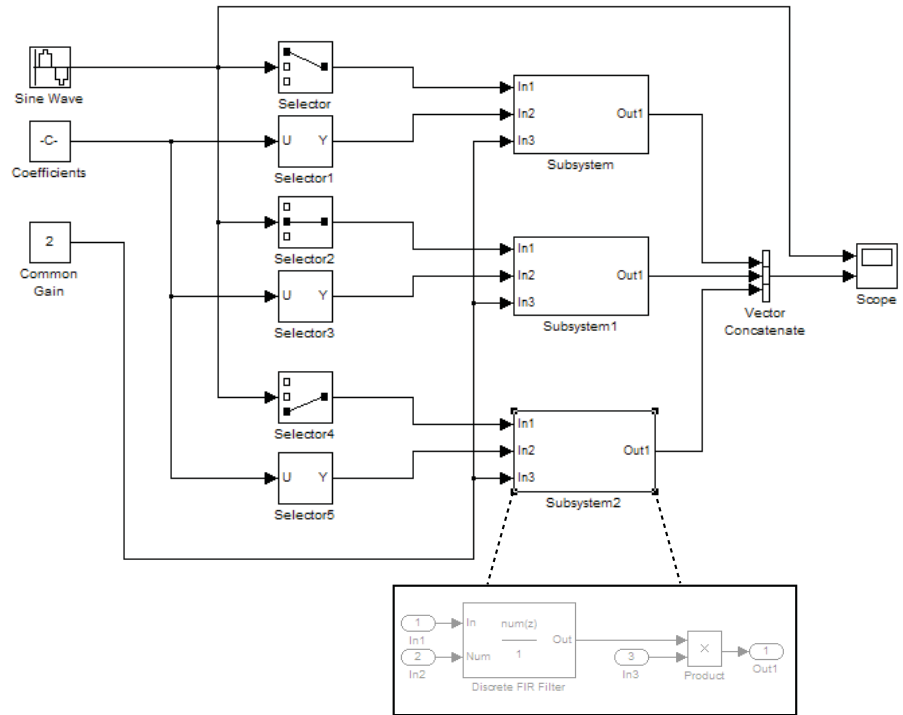 Sine Wave
-C-
Coefficients
2
Common
Gain
Selector
U Y
Selector1
Selector2
U Y
Selector3
Selector4
U Y
Selector5
In1
In2
In3
Out1
Subsystem
In1
In2
In3
Out1
Subsystem1
In1
In2
In3
Out1
Subsystem2
Vector
Concatenate
Scope
1
In1
2
In2
In
Num
num(z)
1
Out
Discrete FIR Filter
3
In3
×
Product
1
Out1